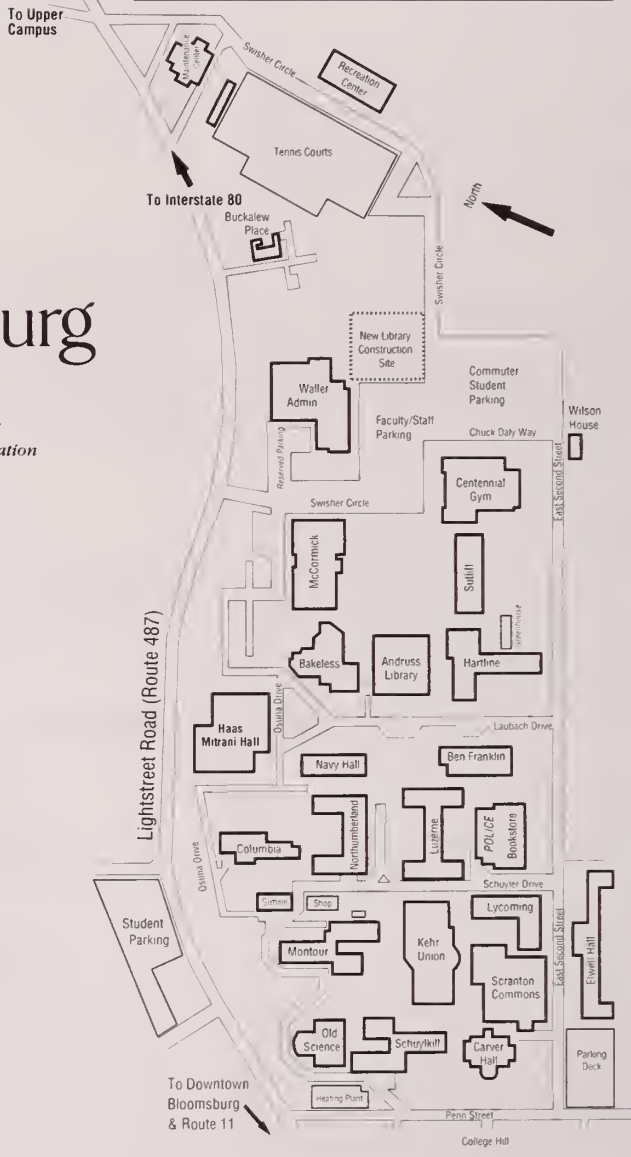 To Upper
Campus
Maintenance
Center
Swisher Circle
Recreation
Center
Tennis Courts
To Interstate 80
North
Buckalew
Place
Swisher Circle
urg
New Library
Construction
Site
Commuter
Student
Parking
Waller
Admin
Faculty/Staff
Parking
Wilson
House
ation
Reserved Parking
Chuck Daly Way
East Second Street
Centennial
Gym
Swisher Circle
McCormick
Sutliff
Greenhouse
Lightstreet Road (Route 487)
Bakeless
Andruss
Library
Hartline
Osuna Drive
Haas
Mitrani Hall
Laubach Drive
Navy Hall
Ben Franklin
Northumberland
Luzerne
POLICE
Bookstore
Columbia
Osuna Drive
Schuyler Drive
Simon
Shop
Lycoming
Student
Parking
Montour
Kehr
Union
East Second Street
Elwell Hall
Scranton
Commons
Old
Science
Schuylkill
Carver
Hall
Parking
Deck
To Downtown
Bloomsburg
& Route 11
Heating Plant
Penn Street
College Hill